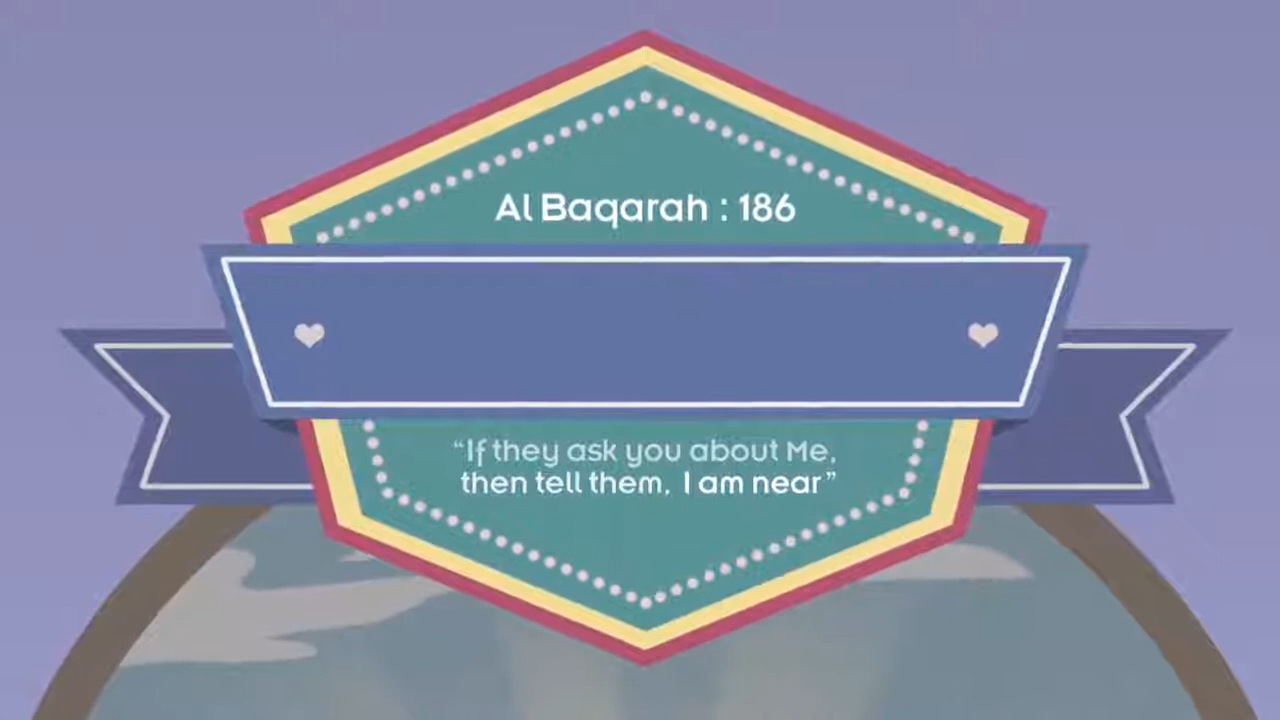 Al Baqarah : 186
“If they ask you about Me,
then tell them, I am near”